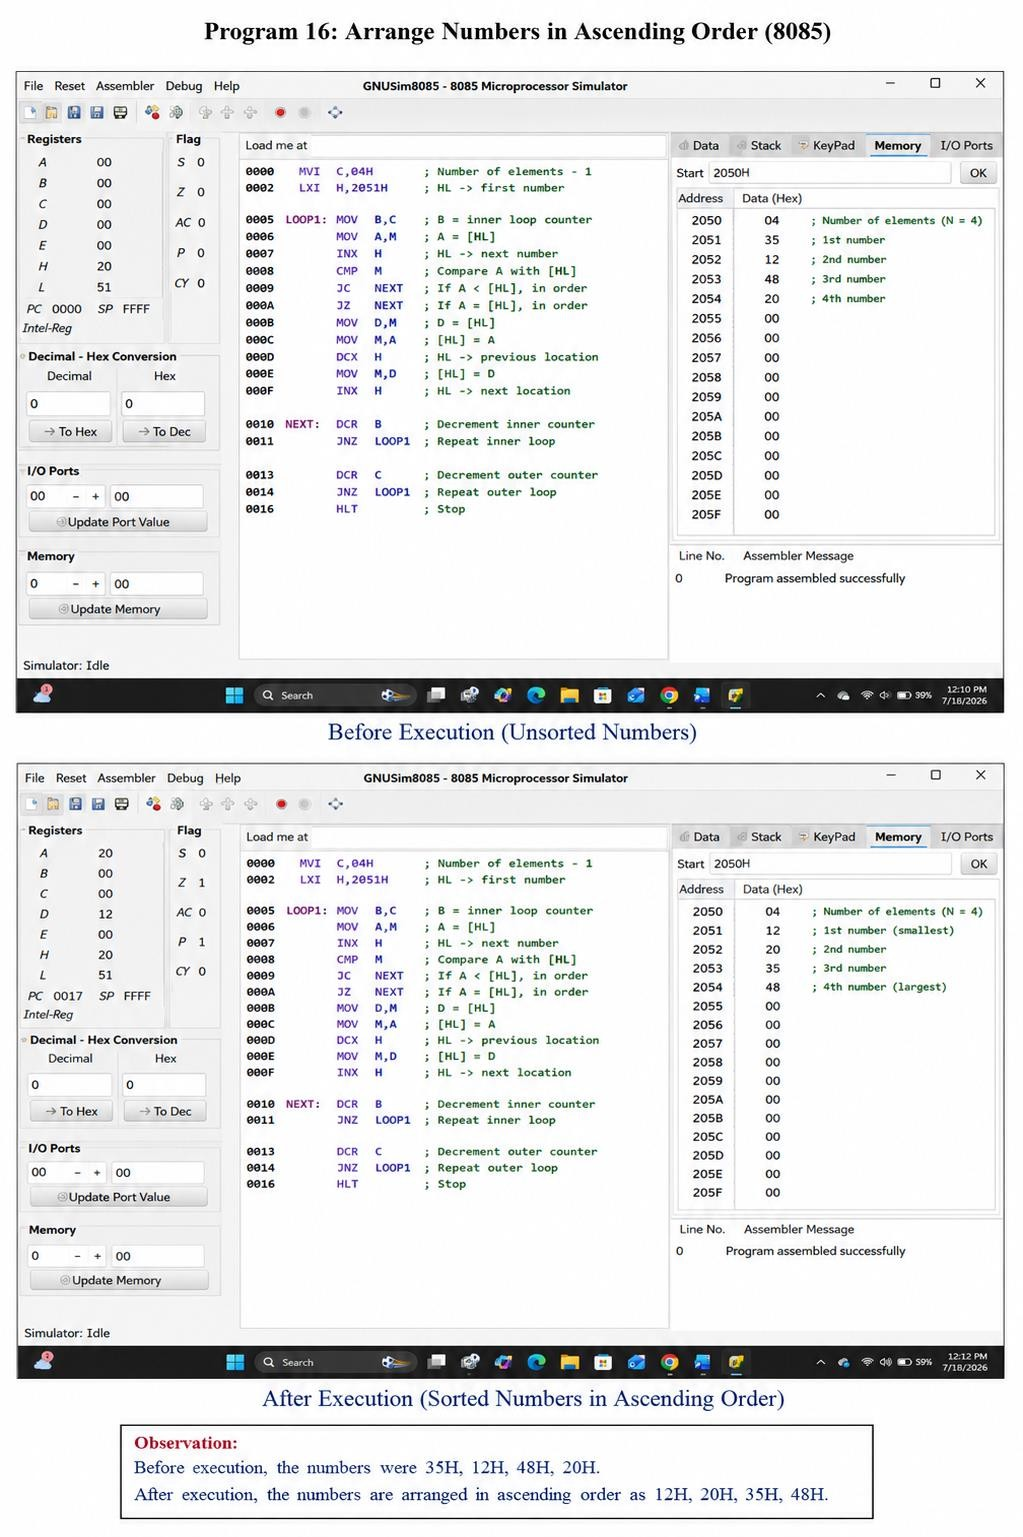 Program 16: Arrange Numbers in Ascending Order (8085)
File Reset Assembler Debug Help GNUSim8085 - 8085 Microprocessor Simulator
Registers
A 00
B 00
C 00
D 00
E 00
H 20
L 51
PC 0000 SP FFFF
Intel-Reg
Flag
S 0
Z 0
AC 0
P 0
CY 0
Decimal - Hex Conversion
Decimal Hex
0 0
→ To Hex → To Dec
I/O Ports
00 - + 00
Update Port Value
Memory
0 - + 00
Update Memory
Simulator: Idle
Load me at
0000 MVI C,04H ; Number of elements - 1
0002 LXI H,2051H ; HL -> first number
0005 LOOP1: MOV B,C ; B = inner loop counter
0006 MOV A,M ; A = [HL]
0007 INX H ; HL -> next number
0008 CMP M ; Compare A with [HL]
0009 JC NEXT ; If A < [HL], in order
000A JZ NEXT ; If A = [HL], in order
000B MOV D,M ; D = [HL]
000C MOV M,A ; [HL] = A
000D DCX H ; HL -> previous location
000E MOV M,D ; [HL] = D
000F INX H ; HL -> next location
0010 NEXT: DCR B ; Decrement inner counter
0011 JNZ LOOP1 ; Repeat inner loop
0013 DCR C ; Decrement outer counter
0014 JNZ LOOP1 ; Repeat outer loop
0016 HLT ; Stop
Data Stack KeyPad Memory I/O Ports
Start 2050H OK
Address Data (Hex)
2050 04 ; Number of elements (N = 4)
2051 35 ; 1st number
2052 12 ; 2nd number
2053 48 ; 3rd number
2054 20 ; 4th number
2055 00
2056 00
2057 00
2058 00
2059 00
205A 00
205B 00
205C 00
205D 00
205E 00
205F 00
Line No. Assembler Message
0 Program assembled successfully
1 Search 39% 12:10 PM
7/18/2026
Before Execution (Unsorted Numbers)
File Reset Assembler Debug Help GNUSim8085 - 8085 Microprocessor Simulator
Registers
A 20
B 00
C 00
D 12
E 00
H 20
L 51
PC 0017 SP FFFF
Intel-Reg
Flag
S 0
Z 1
AC 0
P 1
CY 0
Decimal - Hex Conversion
Decimal Hex
0 0
→ To Hex → To Dec
I/O Ports
00 - + 00
Update Port Value
Memory
0 - + 00
Update Memory
Simulator: Idle
Load me at
0000 MVI C,04H ; Number of elements - 1
0002 LXI H,2051H ; HL -> first number
0005 LOOP1: MOV B,C ; B = inner loop counter
0006 MOV A,M ; A = [HL]
0007 INX H ; HL -> next number
0008 CMP M ; Compare A with [HL]
0009 JC NEXT ; If A < [HL], in order
000A JZ NEXT ; If A = [HL], in order
000B MOV D,M ; D = [HL]
000C MOV M,A ; [HL] = A
000D DCX H ; HL -> previous location
000E MOV M,D ; [HL] = D
000F INX H ; HL -> next location
0010 NEXT: DCR B ; Decrement inner counter
0011 JNZ LOOP1 ; Repeat inner loop
0013 DCR C ; Decrement outer counter
0014 JNZ LOOP1 ; Repeat outer loop
0016 HLT ; Stop
Data Stack KeyPad Memory I/O Ports
Start 2050H OK
Address Data (Hex)
2050 04 ; Number of elements (N = 4)
2051 12 ; 1st number (smallest)
2052 20 ; 2nd number
2053 35 ; 3rd number
2054 48 ; 4th number (largest)
2055 00
2056 00
2057 00
2058 00
2059 00
205A 00
205B 00
205C 00
205D 00
205E 00
205F 00
Line No. Assembler Message
0 Program assembled successfully
Search 59% 12:12 PM
7/18/2026
After Execution (Sorted Numbers in Ascending Order)
Observation:
Before execution, the numbers were 35H, 12H, 48H, 20H.
After execution, the numbers are arranged in ascending order as 12H, 20H, 35H, 48H.